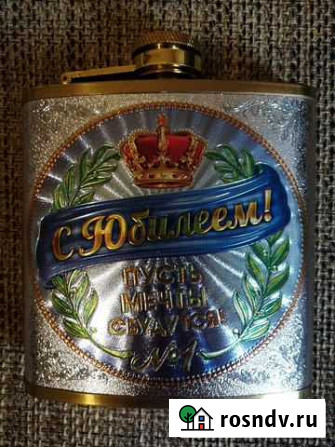 С Юбилеем!
ПУСТЬ
МЕЧТЫ
СБУДУТСЯ!
№1
rosndv.ru